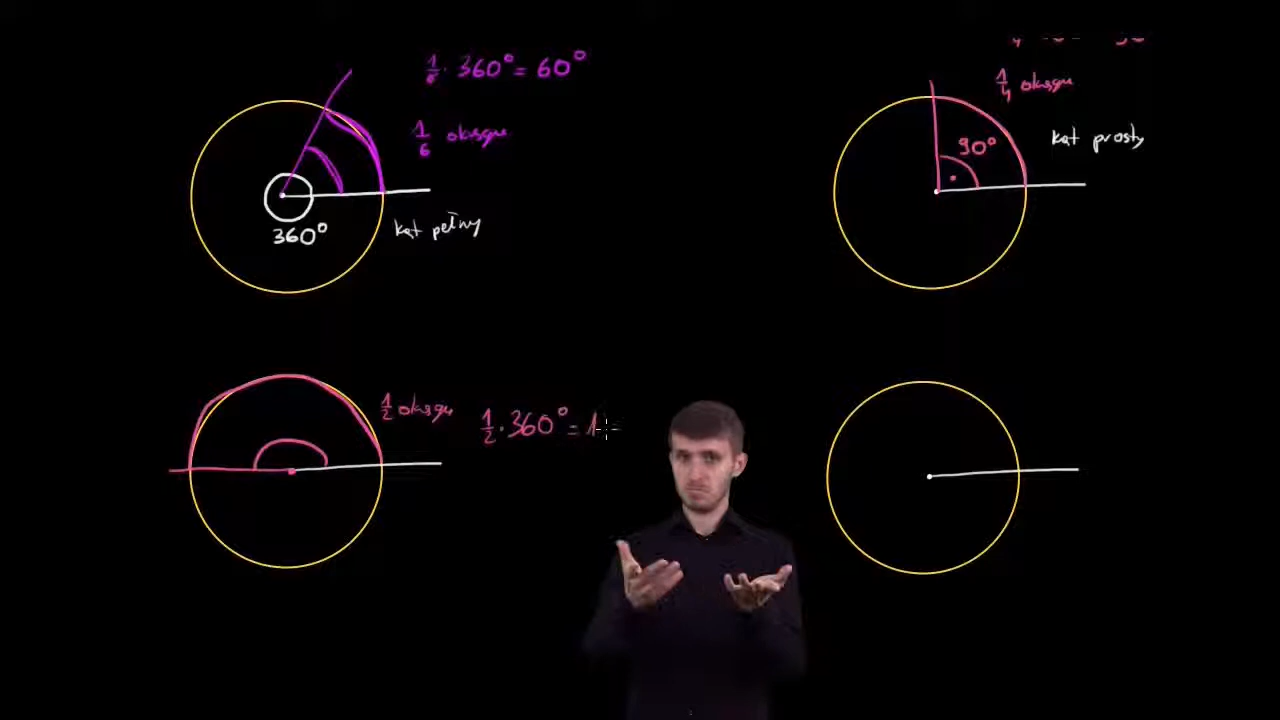 1/6 · 360° = 60°
1/6 okręgu
360°
kąt pełny
1/4 okręgu
90°
kąt prosty
1/2 okręgu
1/2 · 360° = 1